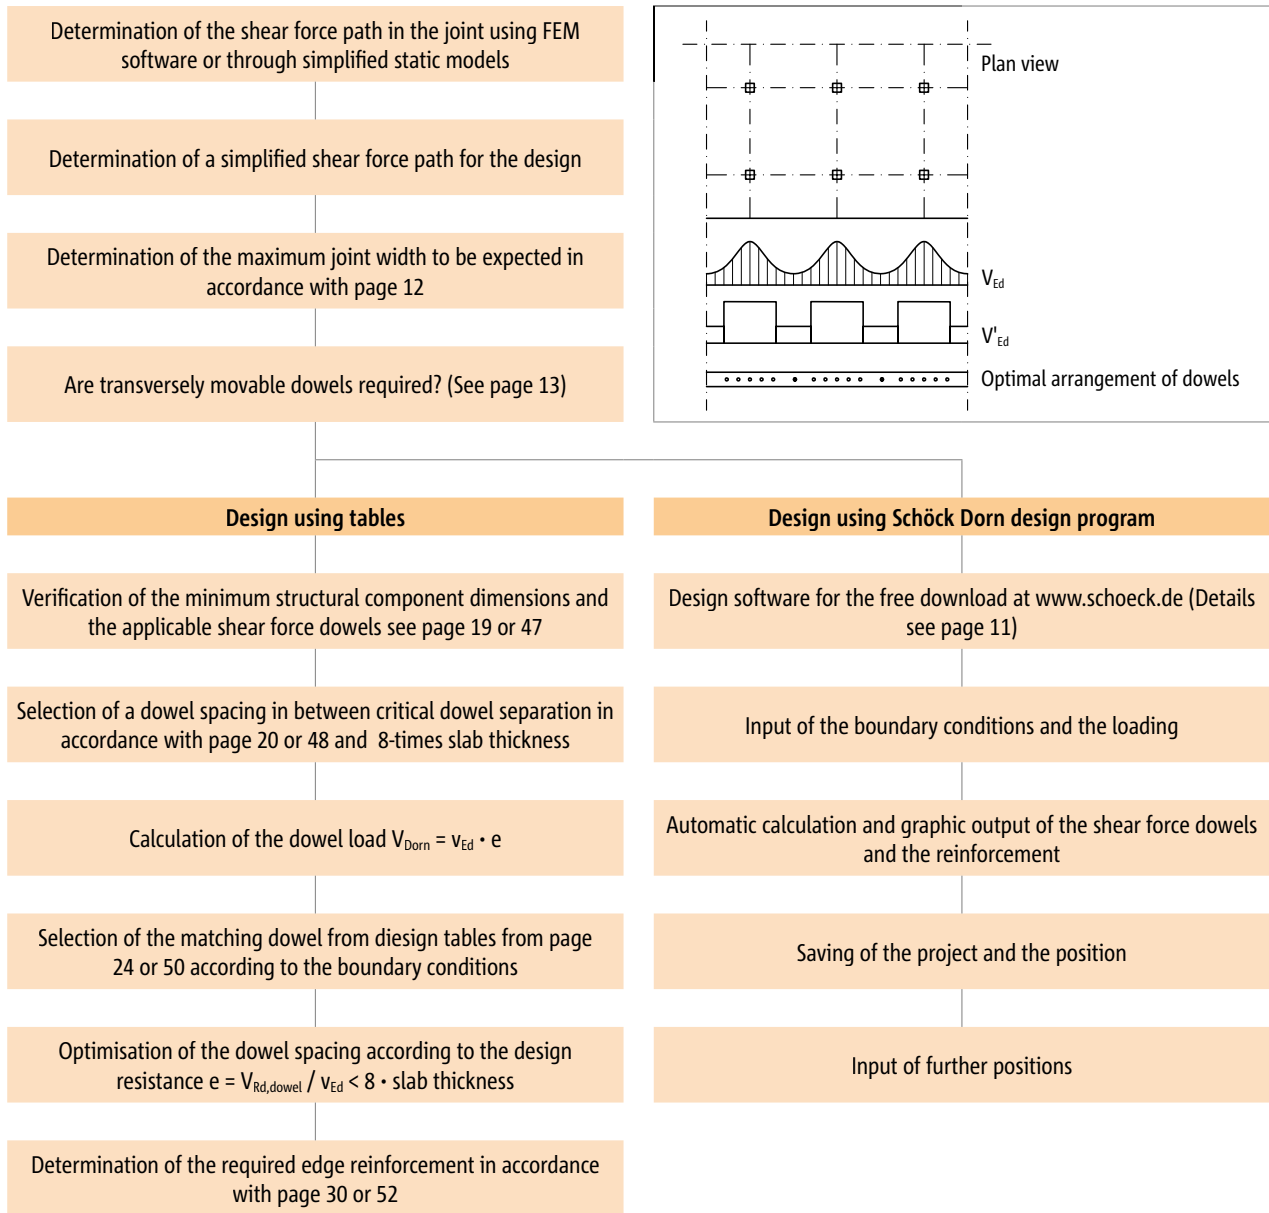 Determination of the shear force path in the joint using FEM
software or through simplified static models
Determination of a simplified shear force path for the design
Determination of the maximum joint width to be expected in
accordance with page 12
Are transversely movable dowels required? (See page 13)
Plan view
V_Ed
V'_Ed
Optimal arrangement of dowels
Design using tables
Verification of the minimum structural component dimensions and
the applicable shear force dowels see page 19 or 47
Selection of a dowel spacing in between critical dowel separation in
accordance with page 20 or 48 and 8-times slab thickness
Calculation of the dowel load V_Dorn = v_Ed • e
Selection of the matching dowel from diesign tables from page
24 or 50 according to the boundary conditions
Optimisation of the dowel spacing according to the design
resistance e = V_Rd,dowel / v_Ed < 8 • slab thickness
Determination of the required edge reinforcement in accordance
with page 30 or 52
Design using Schöck Dorn design program
Design software for the free download at www.schoeck.de (Details
see page 11)
Input of the boundary conditions and the loading
Automatic calculation and graphic output of the shear force dowels
and the reinforcement
Saving of the project and the position
Input of further positions